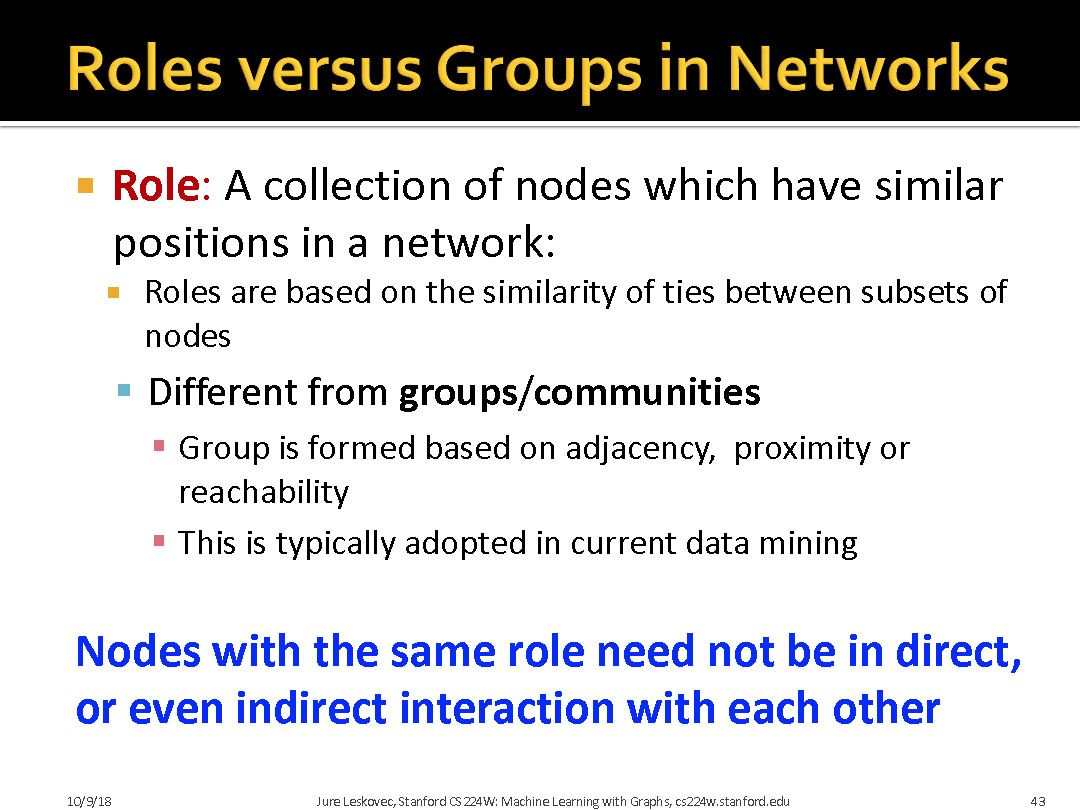 Roles versus Groups in Networks
Role: A collection of nodes which have similar
positions in a network:
Roles are based on the similarity of ties between subsets of
nodes
Different from groups/communities
Group is formed based on adjacency,  proximity or
reachability
This is typically adopted in current data mining
Nodes with the same role need not be in direct,
or even indirect interaction with each other
10/9/18 Jure Leskovec, Stanford CS224W: Machine Learning with Graphs, cs224w.stanford.edu 43